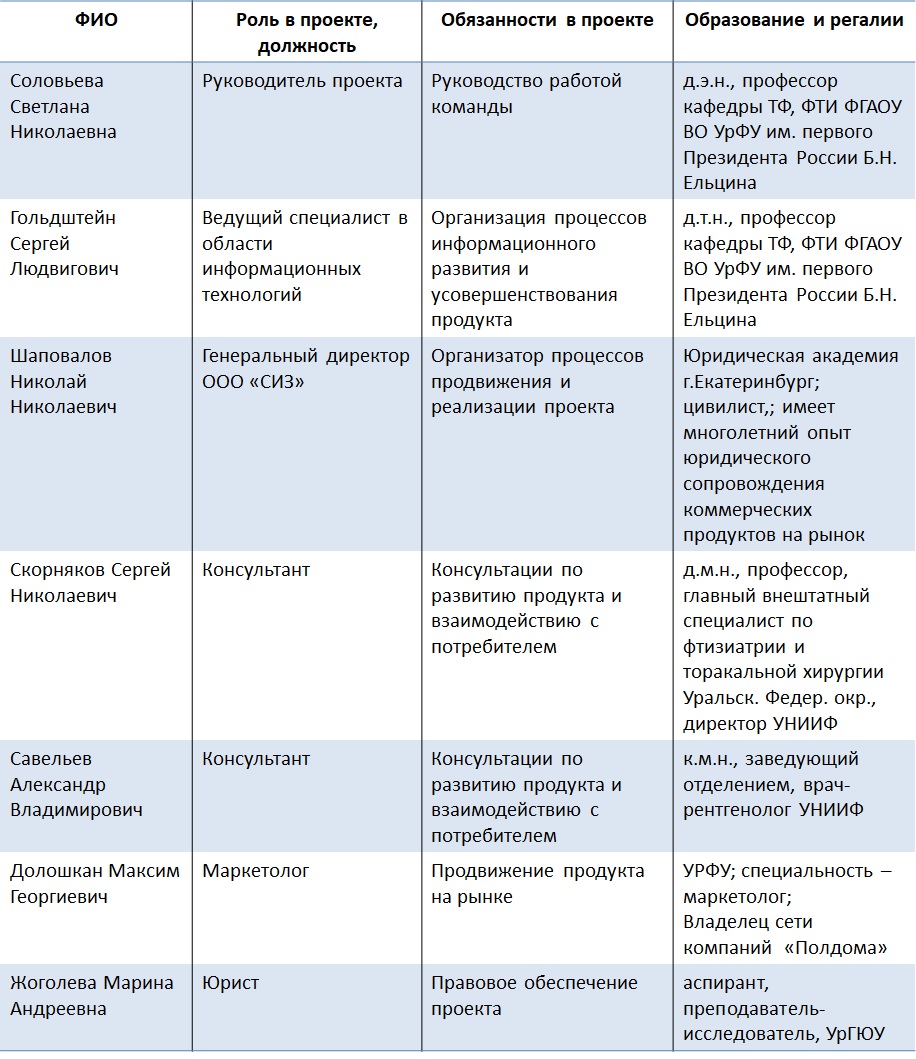 ФИО
Роль в проекте,
должность
Обязанности в проекте
Образование и регалии
Соловьева
Светлана
Николаевна
Руководитель проекта
Руководство работой
команды
д.э.н., профессор
кафедры ТФ, ФТИ ФГАОУ
ВО УрФУ им. первого
Президента России Б.Н.
Ельцина
Гольдштейн
Сергей
Людвигович
Ведущий специалист в
области
информационных
технологий
Организация процессов
информационного
развития и
усовершенствования
продукта
д.т.н., профессор
кафедры ТФ, ФТИ ФГАОУ
ВО УрФУ им. первого
Президента России Б.Н.
Ельцина
Шаповалов
Николай
Николаевич
Генеральный директор
ООО «СИЗ»
Организатор процессов
продвижения и
реализации проекта
Юридическая академия
г.Екатеринбург;
цивилист,; имеет
многолетний опыт
юридического
сопровождения
коммерческих
продуктов на рынок
Скорняков Сергей
Николаевич
Консультант
Консультации по
развитию продукта и
взаимодействию с
потребителем
д.м.н., профессор,
главный внештатный
специалист по
фтизиатрии и
торакальной хирургии
Уральск. Федер. окр.,
директор УНИИФ
Савельев
Александр
Владимирович
Консультант
Консультации по
развитию продукта и
взаимодействию с
потребителем
к.м.н., заведующий
отделением, врач-
рентгенолог УНИИФ
Долошкан Максим
Георгиевич
Маркетолог
Продвижение продукта
на рынке
УРФУ; специальность –
маркетолог;
Владелец сети
компаний «Полдома»
Жоголева Марина
Андреевна
Юрист
Правовое обеспечение
проекта
аспирант,
преподаватель-
исследователь, УрГЮУ